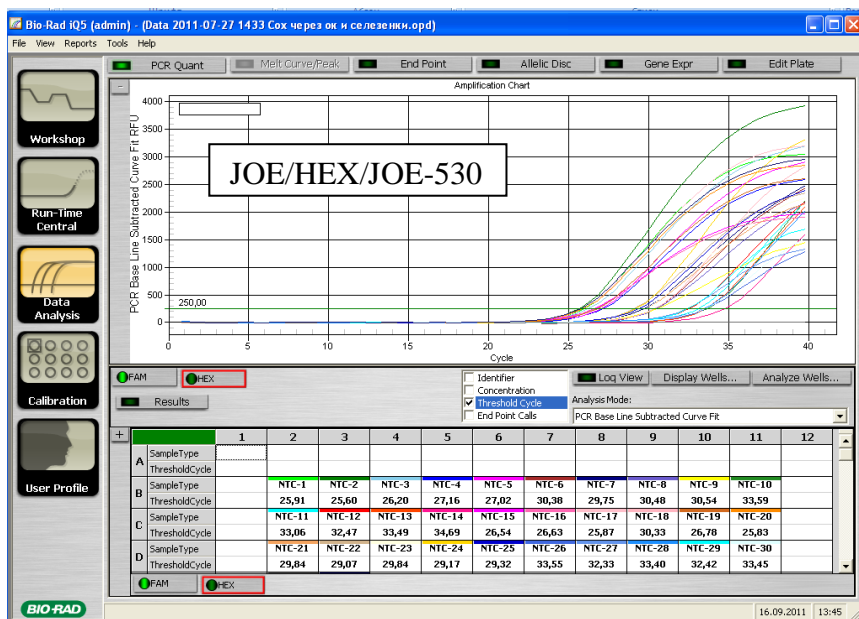 Bio-Rad iQ5 (admin) - (Data 2011-07-27 1433 Cox через ок и селезенки.opd)
File View Reports Tools Help
PCR Quant Melt Curve/Peak End Point Allelic Disc Gene Expr Edit Plate
Workshop
Run-Time Central
Data Analysis
Calibration
User Profile
BIO-RAD
Amplification Chart
PCR Base Line Subtracted Curve Fit RFU
4000
3500
3000
2500
2000
1500
1000
500
0
JOE/HEX/JOE-530
250,00
0 5 10 15 20 25 30 35 40
Cycle
FAM HEX
Results
Identifier
Concentration
Threshold Cycle
End Point Calls
Log View Display Wells... Analyze Wells...
Analysis Mode:
PCR Base Line Subtracted Curve Fit
+ 1 2 3 4 5 6 7 8 9 10 11 12
A SampleType
ThresholdCycle
B SampleType NTC-1 NTC-2 NTC-3 NTC-4 NTC-5 NTC-6 NTC-7 NTC-8 NTC-9 NTC-10
ThresholdCycle 25,91 25,60 26,20 27,16 27,02 30,38 29,75 30,48 30,54 33,59
C SampleType NTC-11 NTC-12 NTC-13 NTC-14 NTC-15 NTC-16 NTC-17 NTC-18 NTC-19 NTC-20
ThresholdCycle 33,06 32,47 33,49 34,69 26,54 26,63 25,87 30,33 26,78 25,83
D SampleType NTC-21 NTC-22 NTC-23 NTC-24 NTC-25 NTC-26 NTC-27 NTC-28 NTC-29 NTC-30
ThresholdCycle 29,84 29,07 29,84 29,17 29,32 33,55 32,33 33,40 32,42 33,45
FAM HEX
16.09.2011 13:45